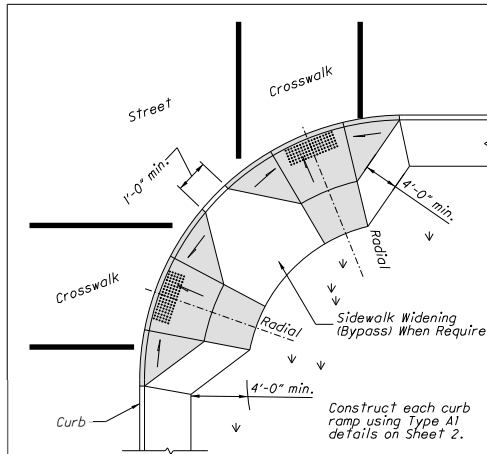 Crosswalk
Street
1'-0" min.
4'-0" min.
Crosswalk
Radial
Radial
Sidewalk Widening
(Bypass) When Require
4'-0" min.
Curb
Construct each curb
ramp using Type A1
details on Sheet 2.